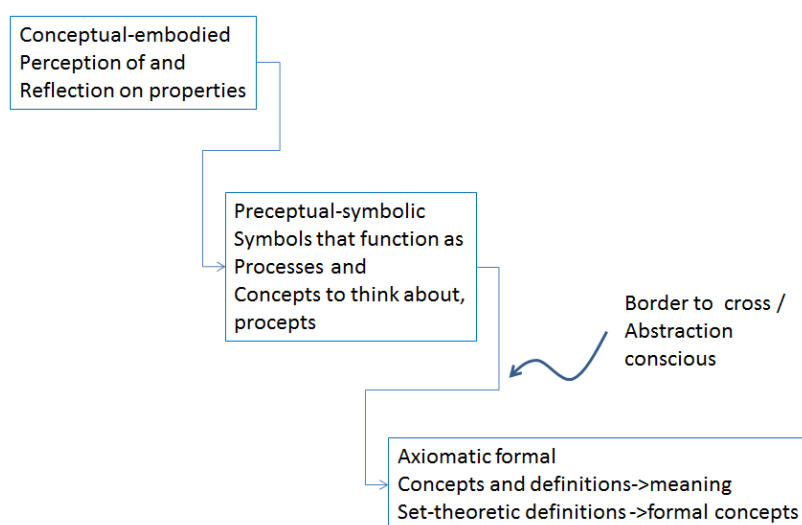 Conceptual-embodied
Perception of and
Reflection on properties
Preceptual-symbolic
Symbols that function as
Processes and
Concepts to think about,
procepts
Border to cross /
Abstraction
conscious
Axiomatic formal
Concepts and definitions->meaning
Set-theoretic definitions ->formal concepts